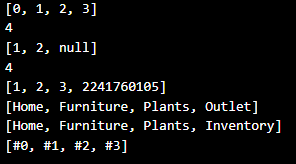 [0, 1, 2, 3]
4
[1, 2, null]
4
[1, 2, 3, 2241760105]
[Home, Furniture, Plants, Outlet]
[Home, Furniture, Plants, Inventory]
[#0, #1, #2, #3]